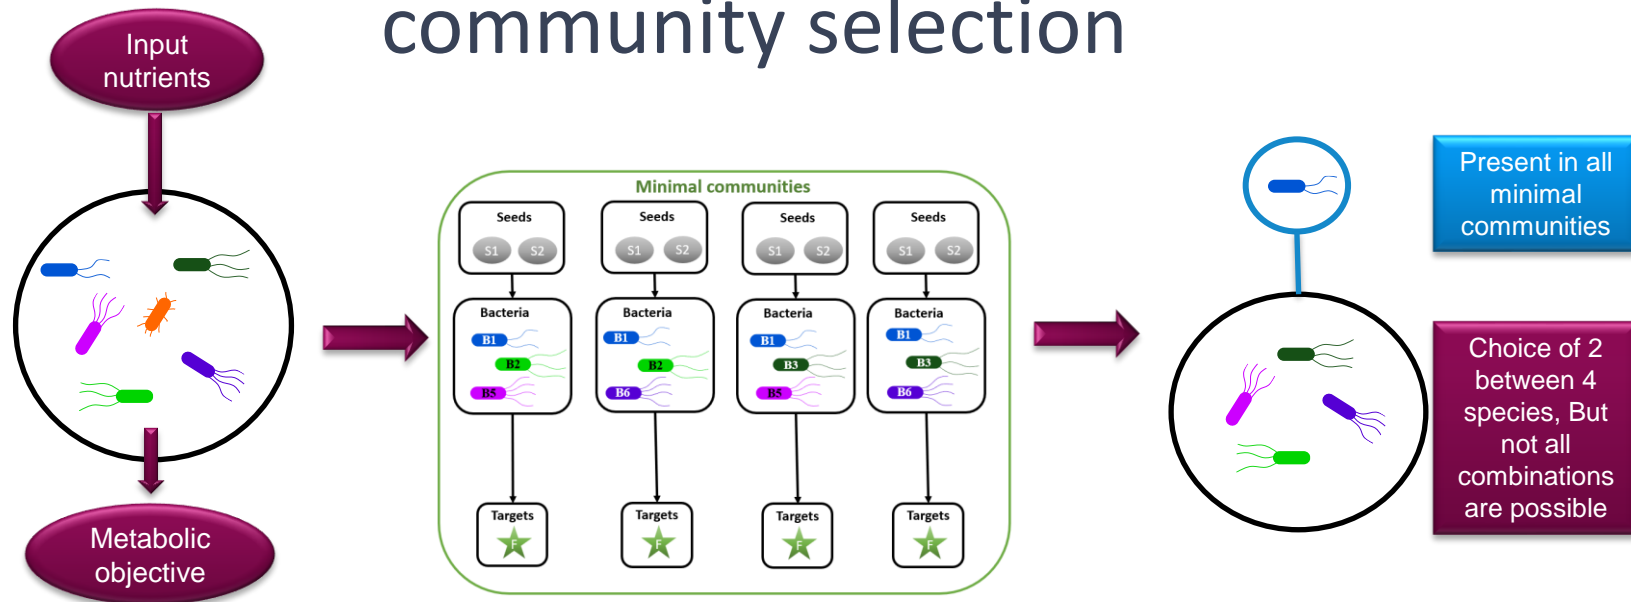 community selection
Input
nutrients
Metabolic
objective
Minimal communities
Seeds
S1 S2
Bacteria
B1
B2
B5
Targets
F
Seeds
S1 S2
Bacteria
B1
B2
B6
Targets
F
Seeds
S1 S2
Bacteria
B1
B3
B5
Targets
F
Seeds
S1 S2
Bacteria
B1
B3
B6
Targets
F
Present in all
minimal
communities
Choice of 2
between 4
species, But
not all
combinations
are possible